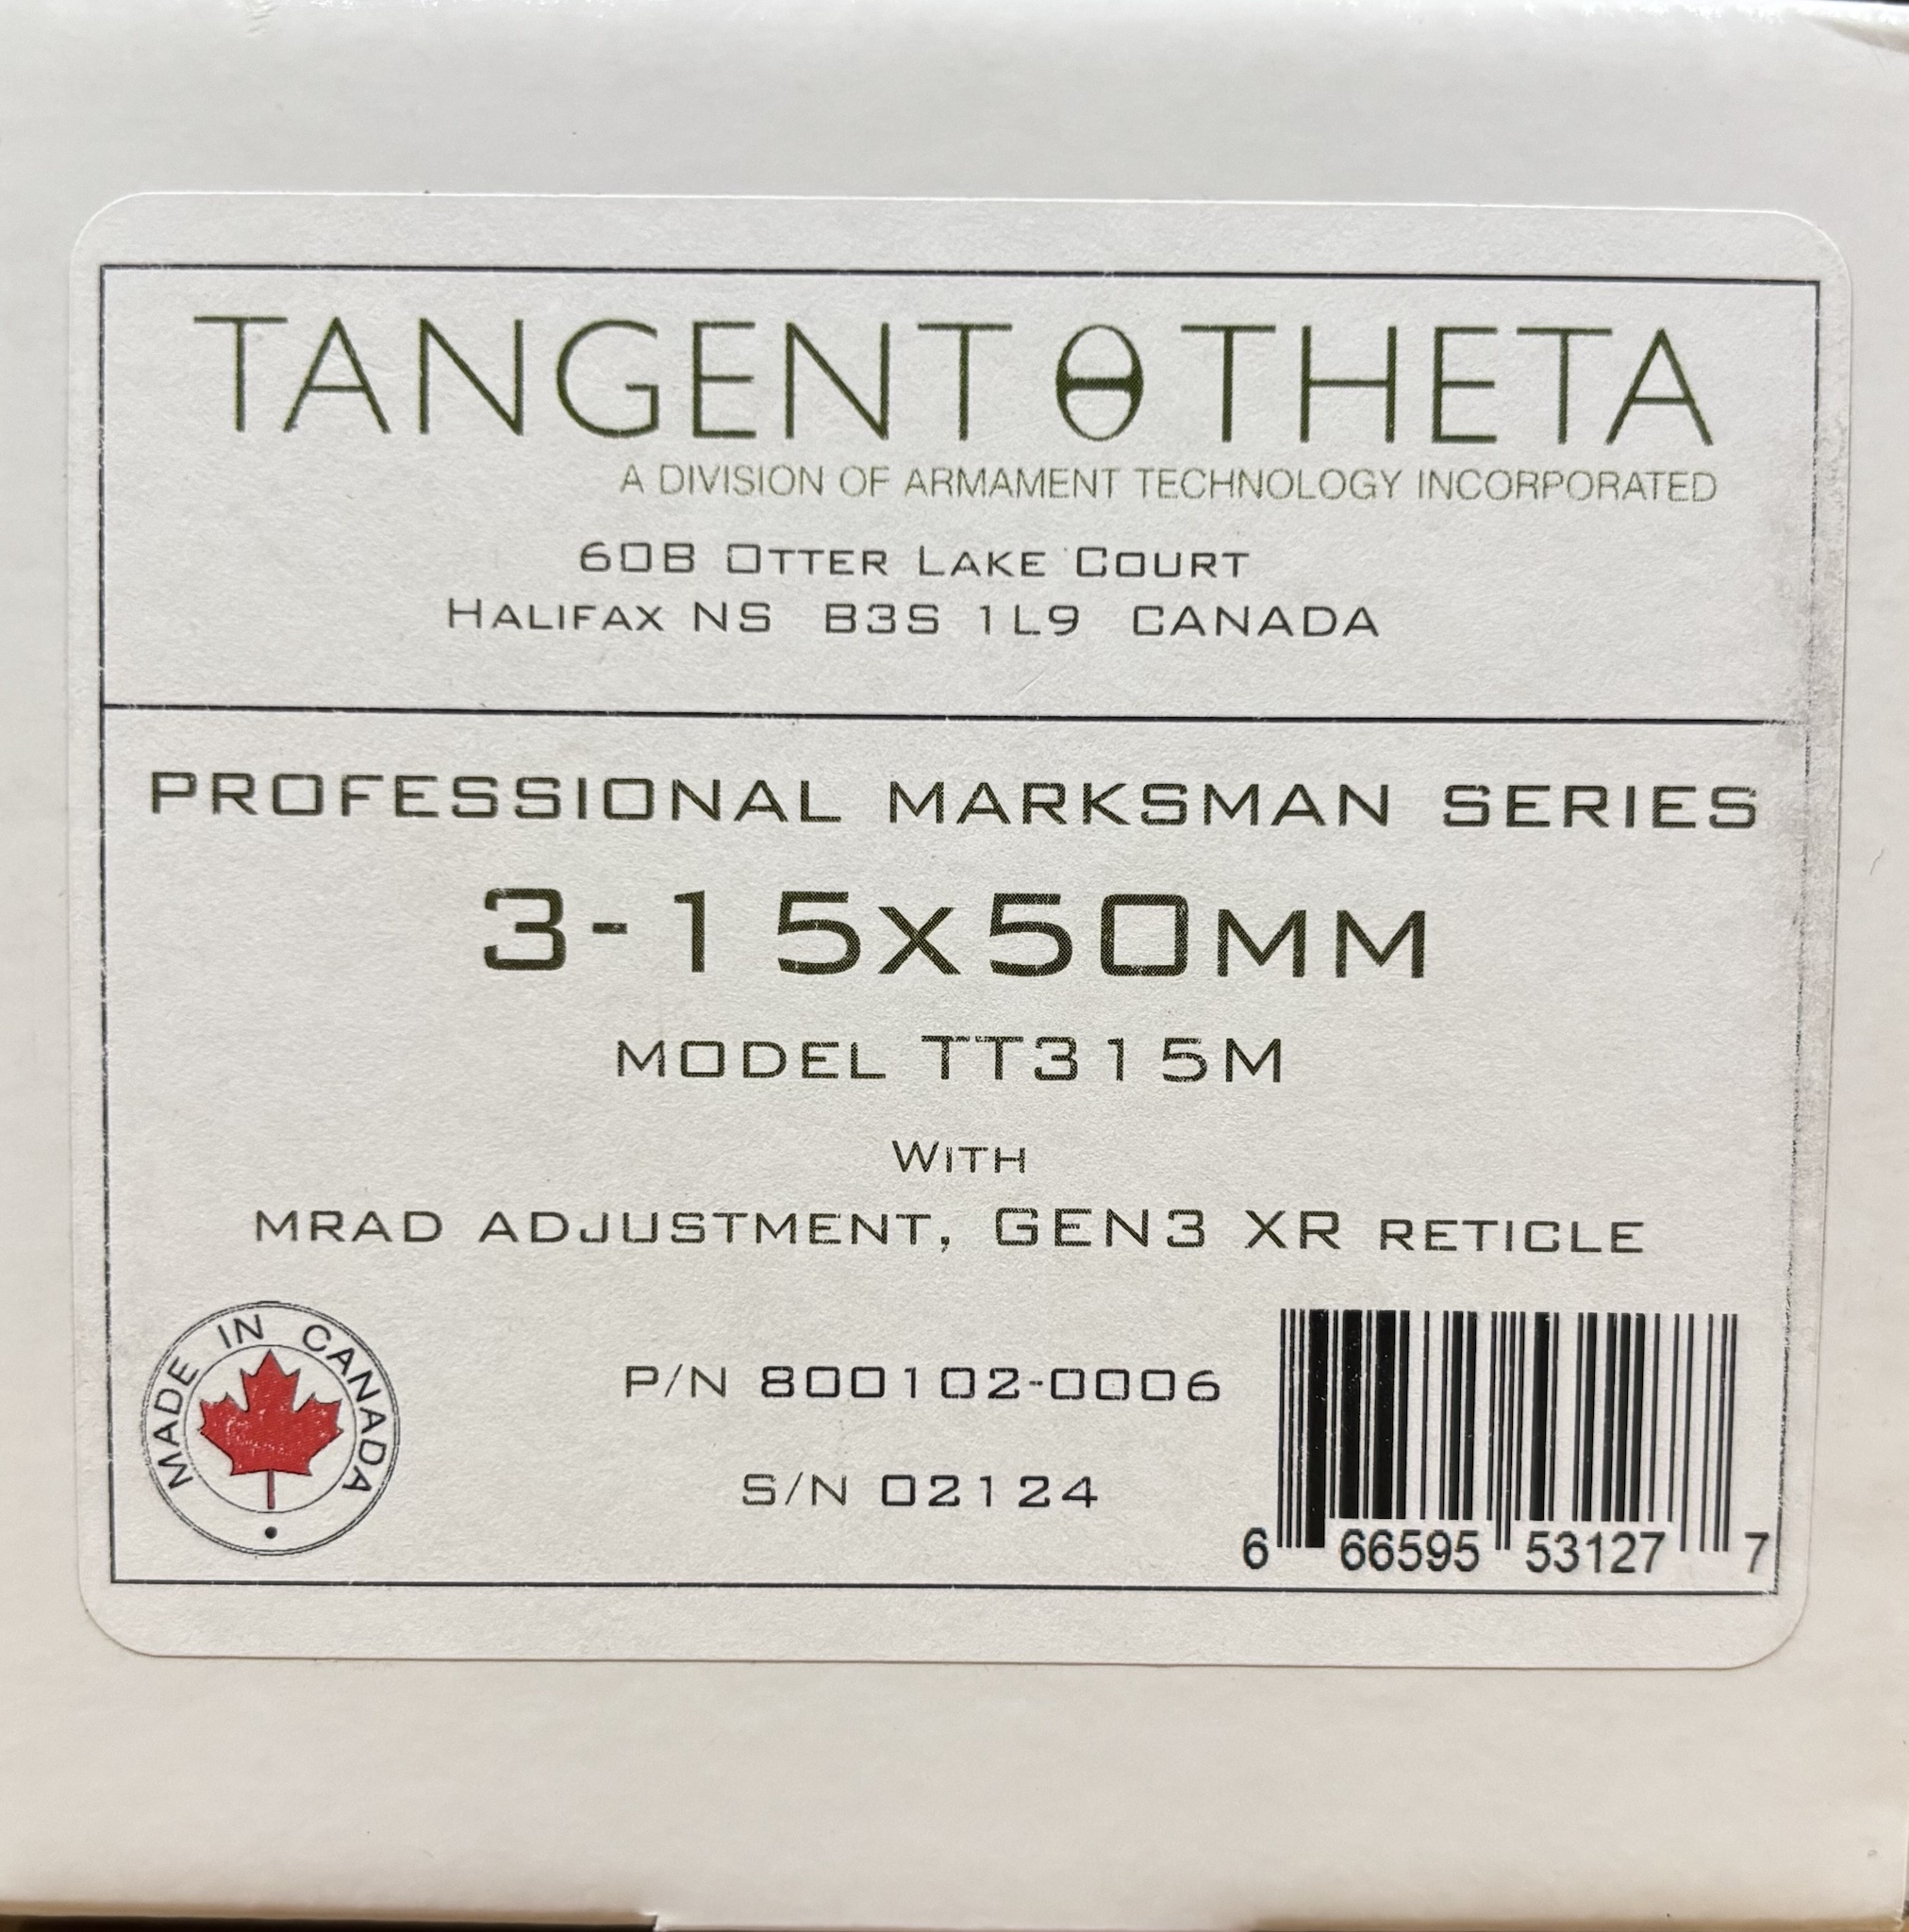 TANGENT θ THETA
A DIVISION OF ARMAMENT TECHNOLOGY INCORPORATED
60B OTTER LAKE COURT
HALIFAX NS B3S 1L9 CANADA
PROFESSIONAL MARKSMAN SERIES
3-15x50MM
MODEL TT315M
WITH
MRAD ADJUSTMENT, GEN3 XR RETICLE
MADE IN CANADA
P/N 800102-0006
S/N 02124
6 66595 53127 7